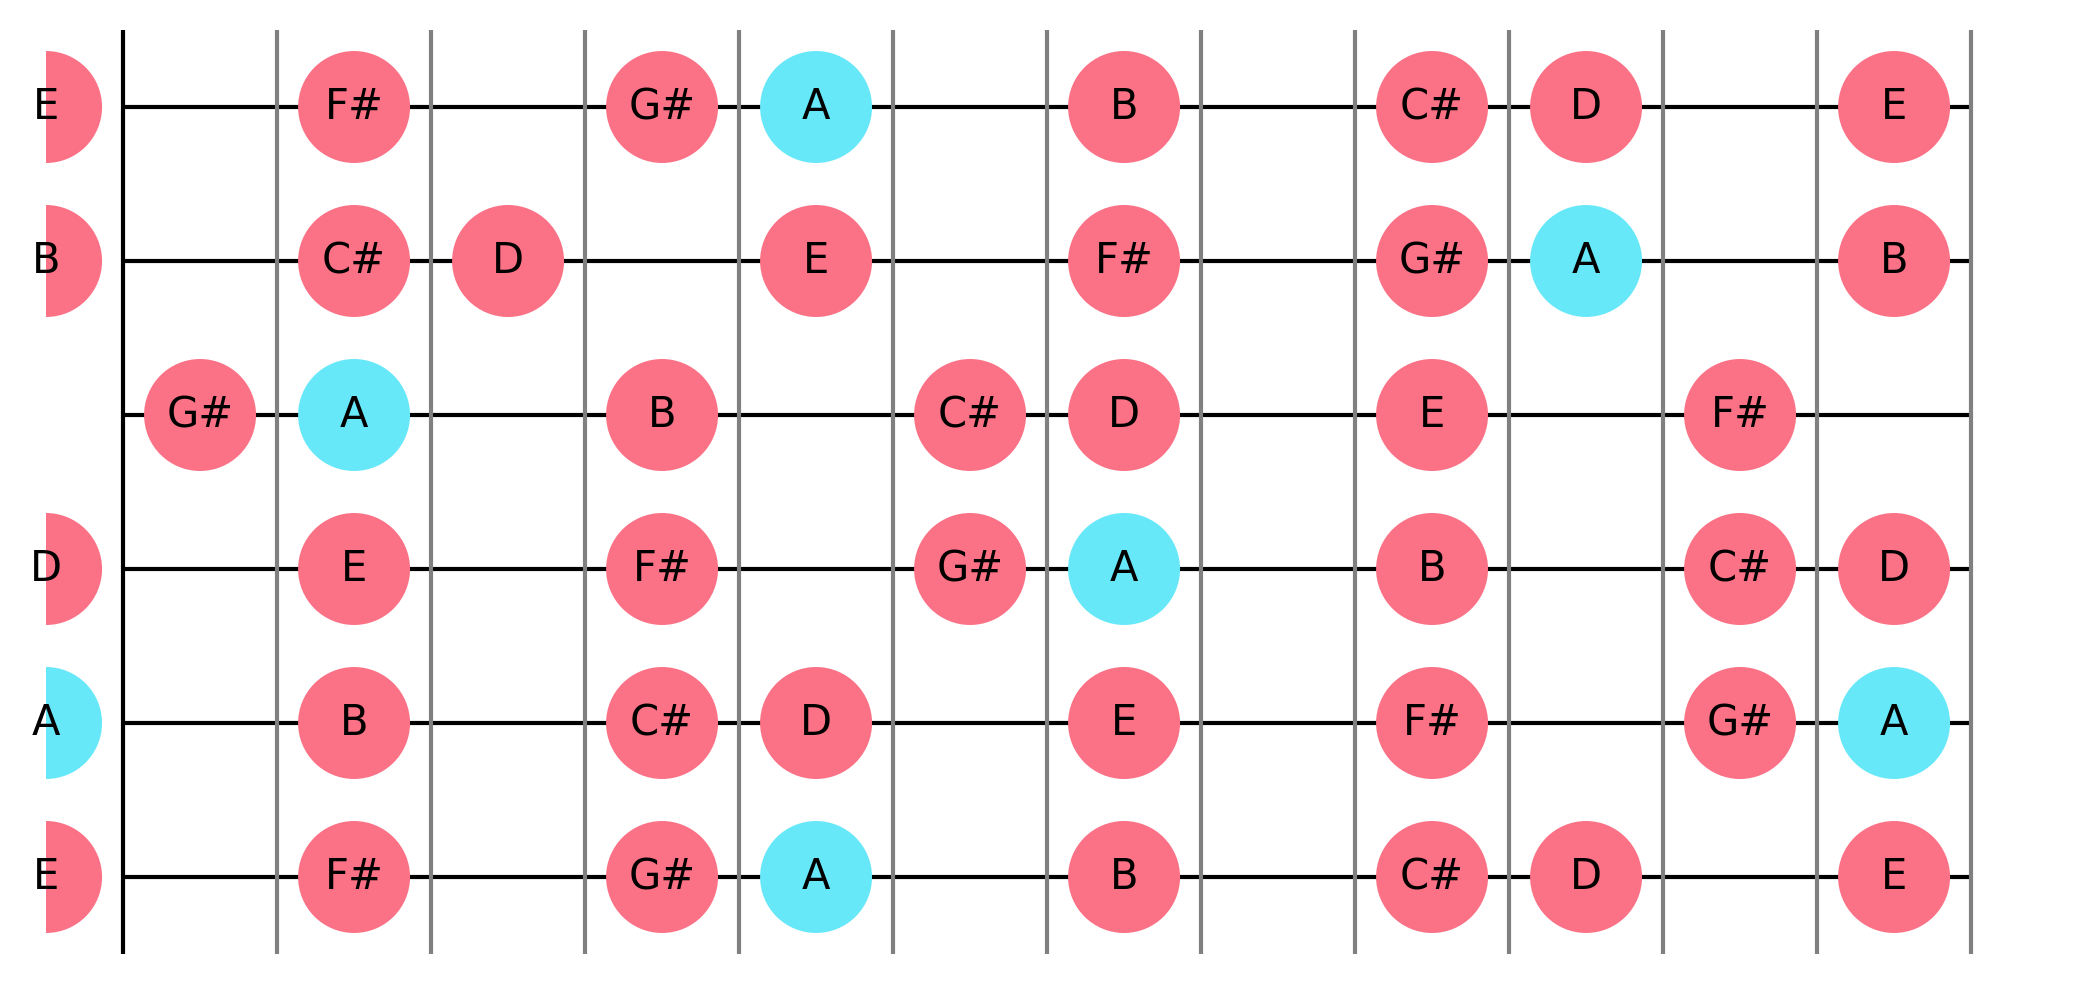 E F# G# A B C# D E
B C# D E F# G# A B
G# A B C# D E F#
D E F# G# A B C# D
A B C# D E F# G# A
E F# G# A B C# D E